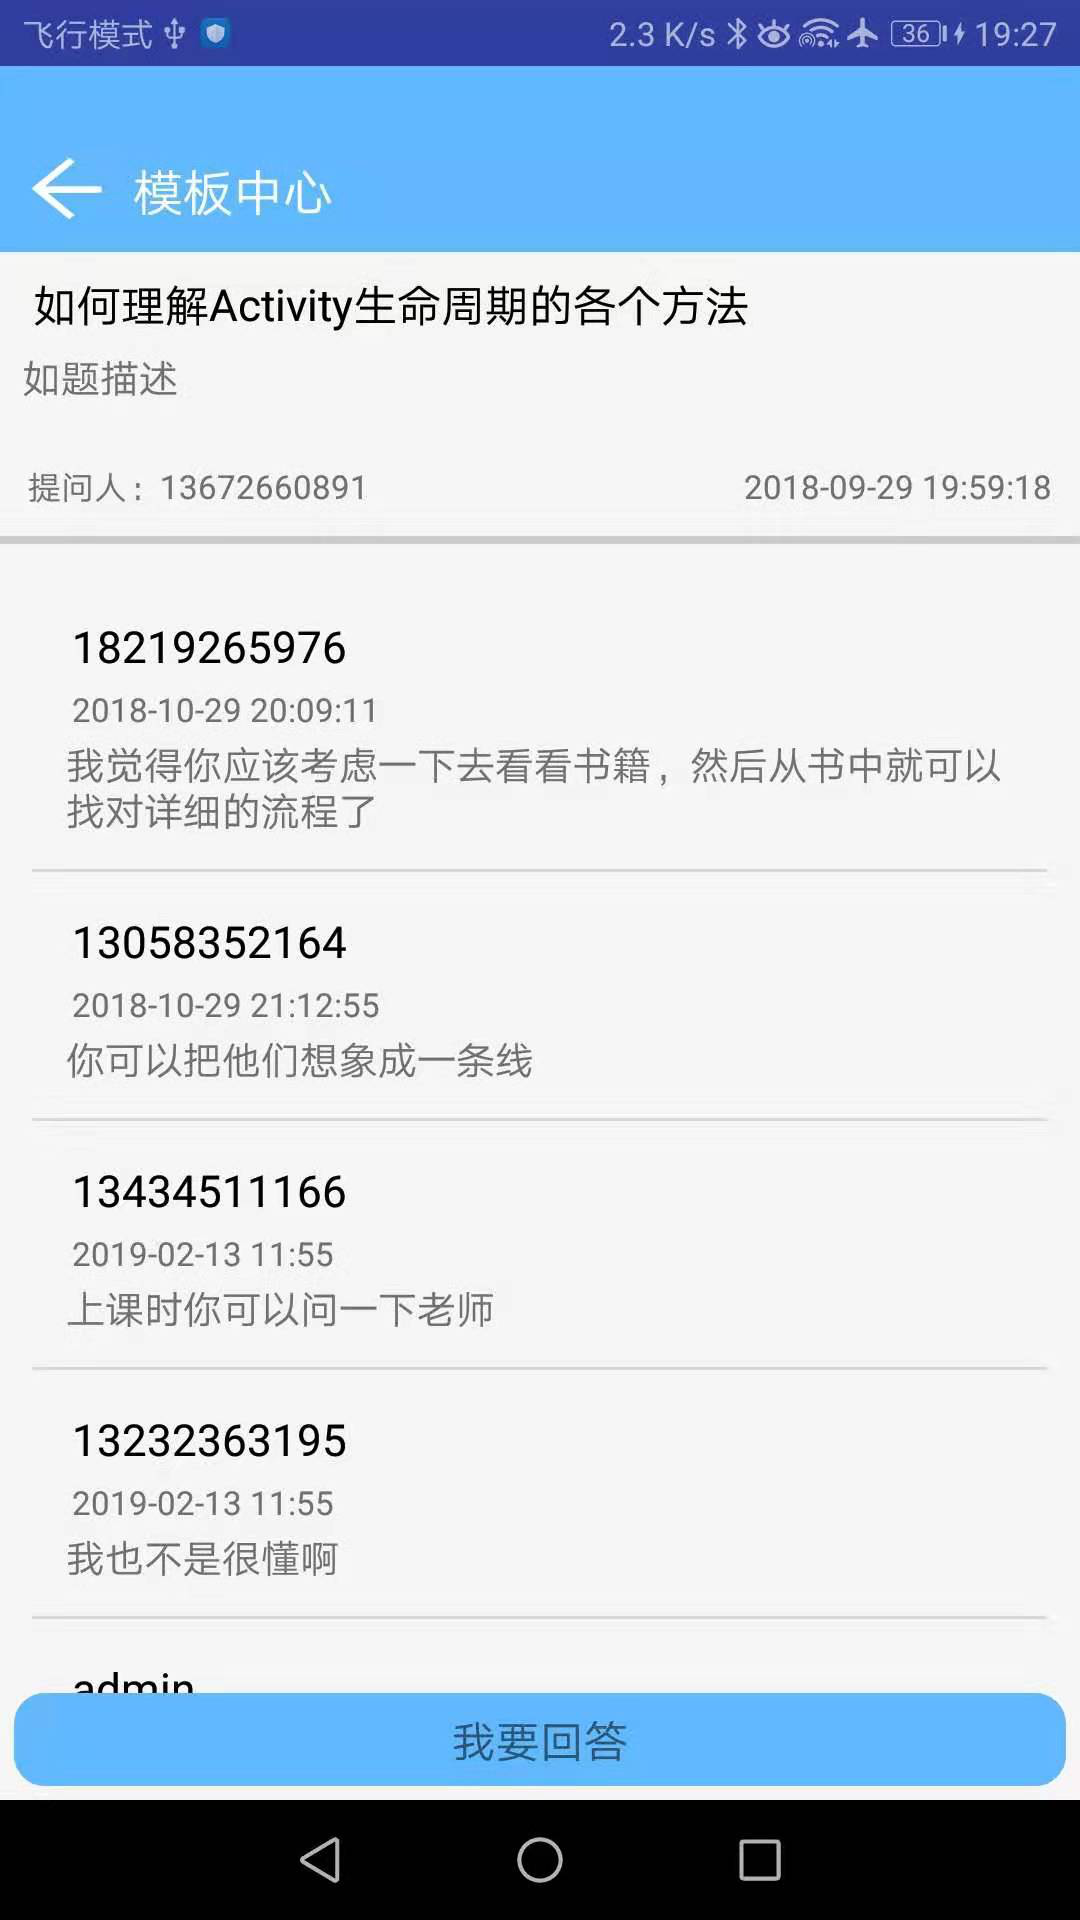 飞行模式 2.3 K/s 36 19:27
模板中心
如何理解Activity生命周期的各个方法
如题描述
提问人：13672660891 2018-09-29 19:59:18
18219265976
2018-10-29 20:09:11
我觉得你应该考虑一下去看看书籍，然后从书中就可以
找对详细的流程了
13058352164
2018-10-29 21:12:55
你可以把他们想象成一条线
13434511166
2019-02-13 11:55
上课时你可以问一下老师
13232363195
2019-02-13 11:55
我也不是很懂啊
admin
我要回答